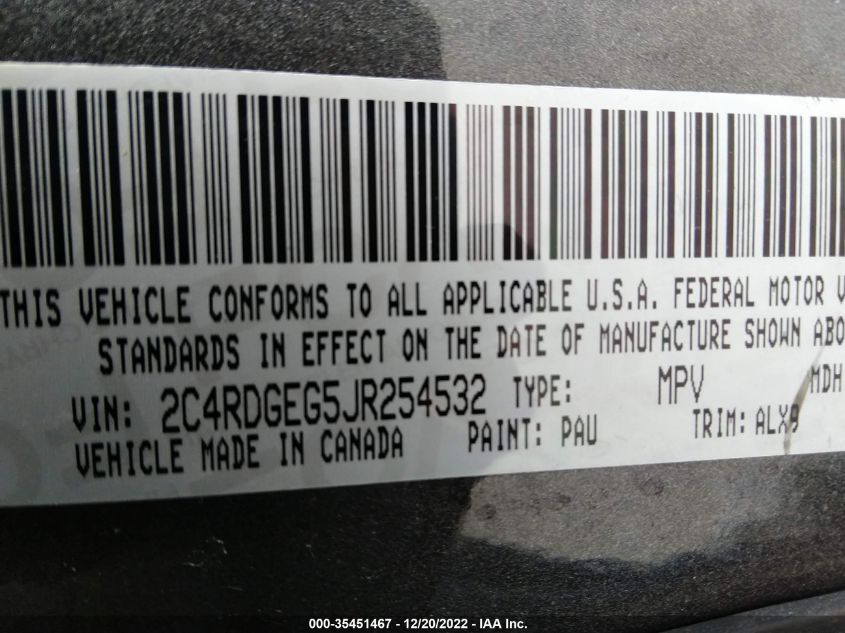 THIS VEHICLE CONFORMS TO ALL APPLICABLE U.S.A. FEDERAL MOTOR V
STANDARDS IN EFFECT ON THE DATE OF MANUFACTURE SHOWN ABO
VIN: 2C4RDGEG5JR254532 TYPE: MPV MDH
VEHICLE MADE IN CANADA PAINT: PAU TRIM: ALX9
000-35451467 - 12/20/2022 - IAA Inc.